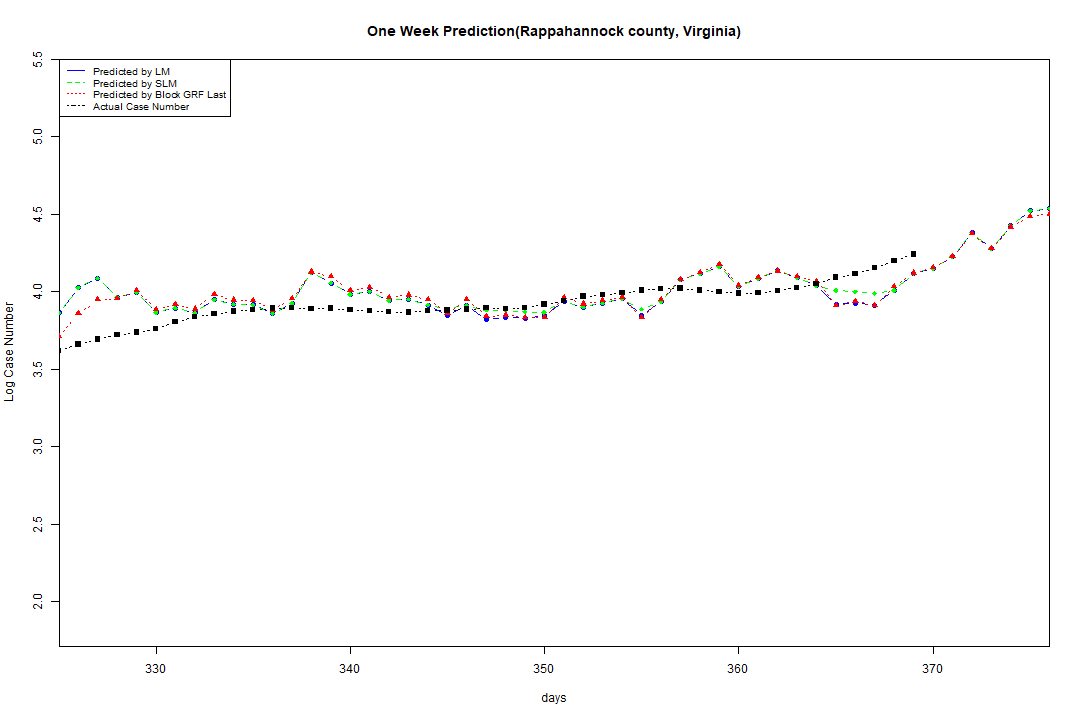 One Week Prediction(Rappahannock county, Virginia)
Predicted by LM
Predicted by SLM
Predicted by Block GRF Last
Actual Case Number
5.5
5.0
4.5
4.0
3.5
3.0
2.5
2.0
Log Case Number
330 340 350 360 370
days